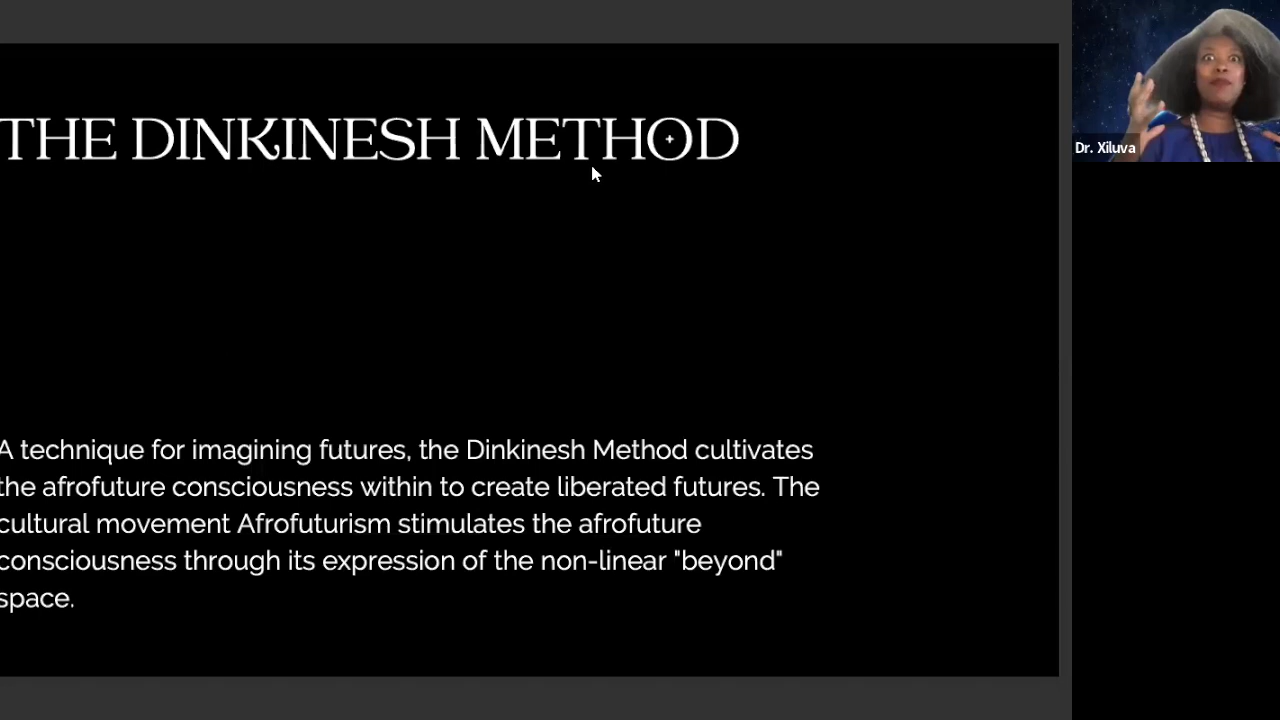 THE DINKINESH METHOD
Dr. Xiluva
A technique for imagining futures, the Dinkinesh Method cultivates
the afrofuture consciousness within to create liberated futures. The
cultural movement Afrofuturism stimulates the afrofuture
consciousness through its expression of the non-linear "beyond"
space.